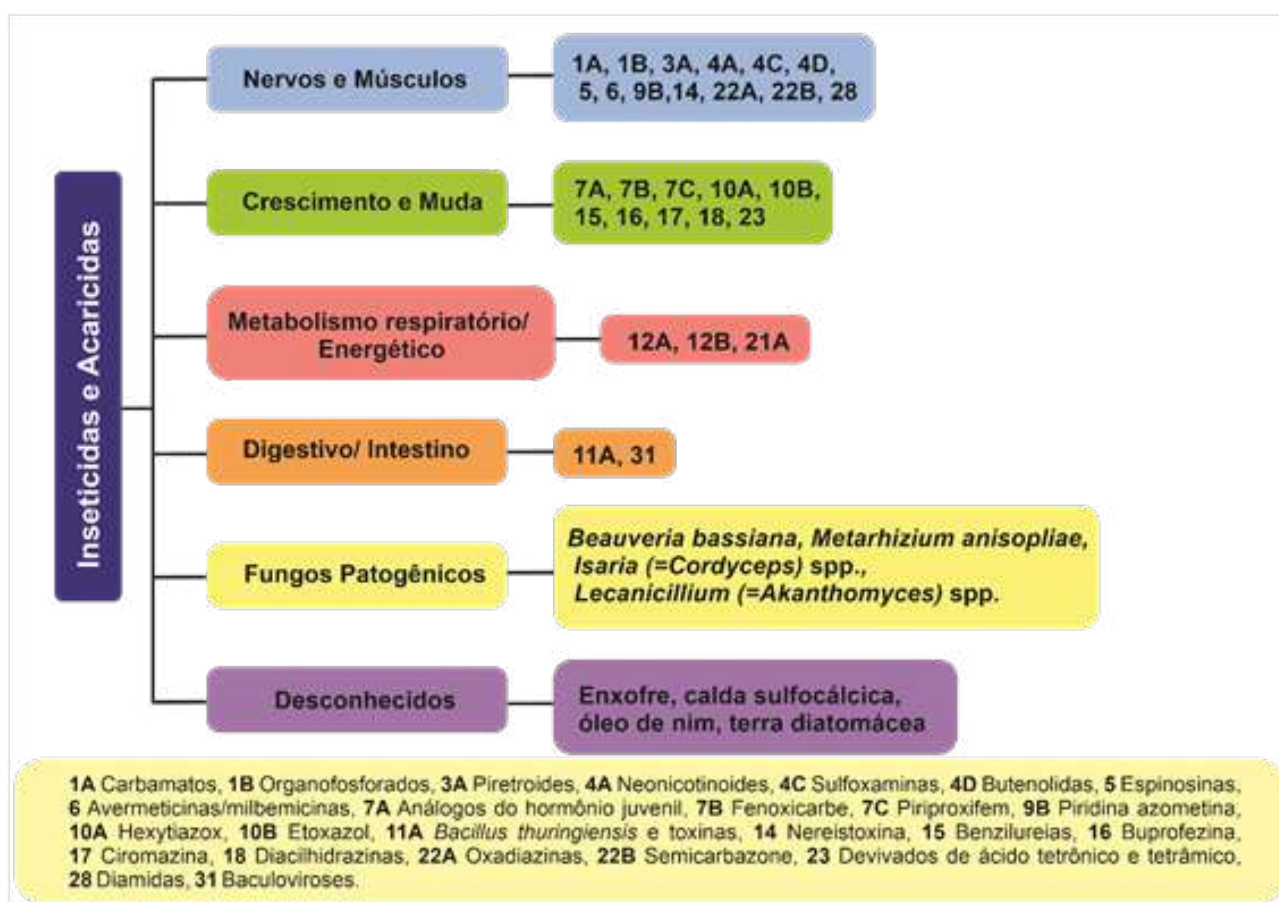 Inseticidas e Acaricidas
Nervos e Músculos
1A, 1B, 3A, 4A, 4C, 4D,
5, 6, 9B,14, 22A, 22B, 28
Crescimento e Muda
7A, 7B, 7C, 10A, 10B,
15, 16, 17, 18, 23
Metabolismo respiratório/
Energético
12A, 12B, 21A
Digestivo/ Intestino
11A, 31
Fungos Patogênicos
Beauveria bassiana, Metarhizium anisopliae,
Isaria (=Cordyceps) spp.,
Lecanicillium (=Akanthomyces) spp.
Desconhecidos
Enxofre, calda sulfocálcica,
óleo de nim, terra diatomácea
1A Carbamatos, 1B Organofosforados, 3A Piretroides, 4A Neonicotinoides, 4C Sulfoxaminas, 4D Butenolidas, 5 Espinosinas,
6 Avermeticinas/milbemicinas, 7A Análogos do hormônio juvenil, 7B Fenoxicarbe, 7C Piriproxifem, 9B Piridina azometina,
10A Hexytiazox, 10B Etoxazol, 11A Bacillus thuringiensis e toxinas, 14 Nereistoxina, 15 Benzilureias, 16 Buprofezina,
17 Ciromazina, 18 Diacilhidrazinas, 22A Oxadiazinas, 22B Semicarbazone, 23 Devivados de ácido tetrônico e tetrâmico,
28 Diamidas, 31 Baculoviroses.